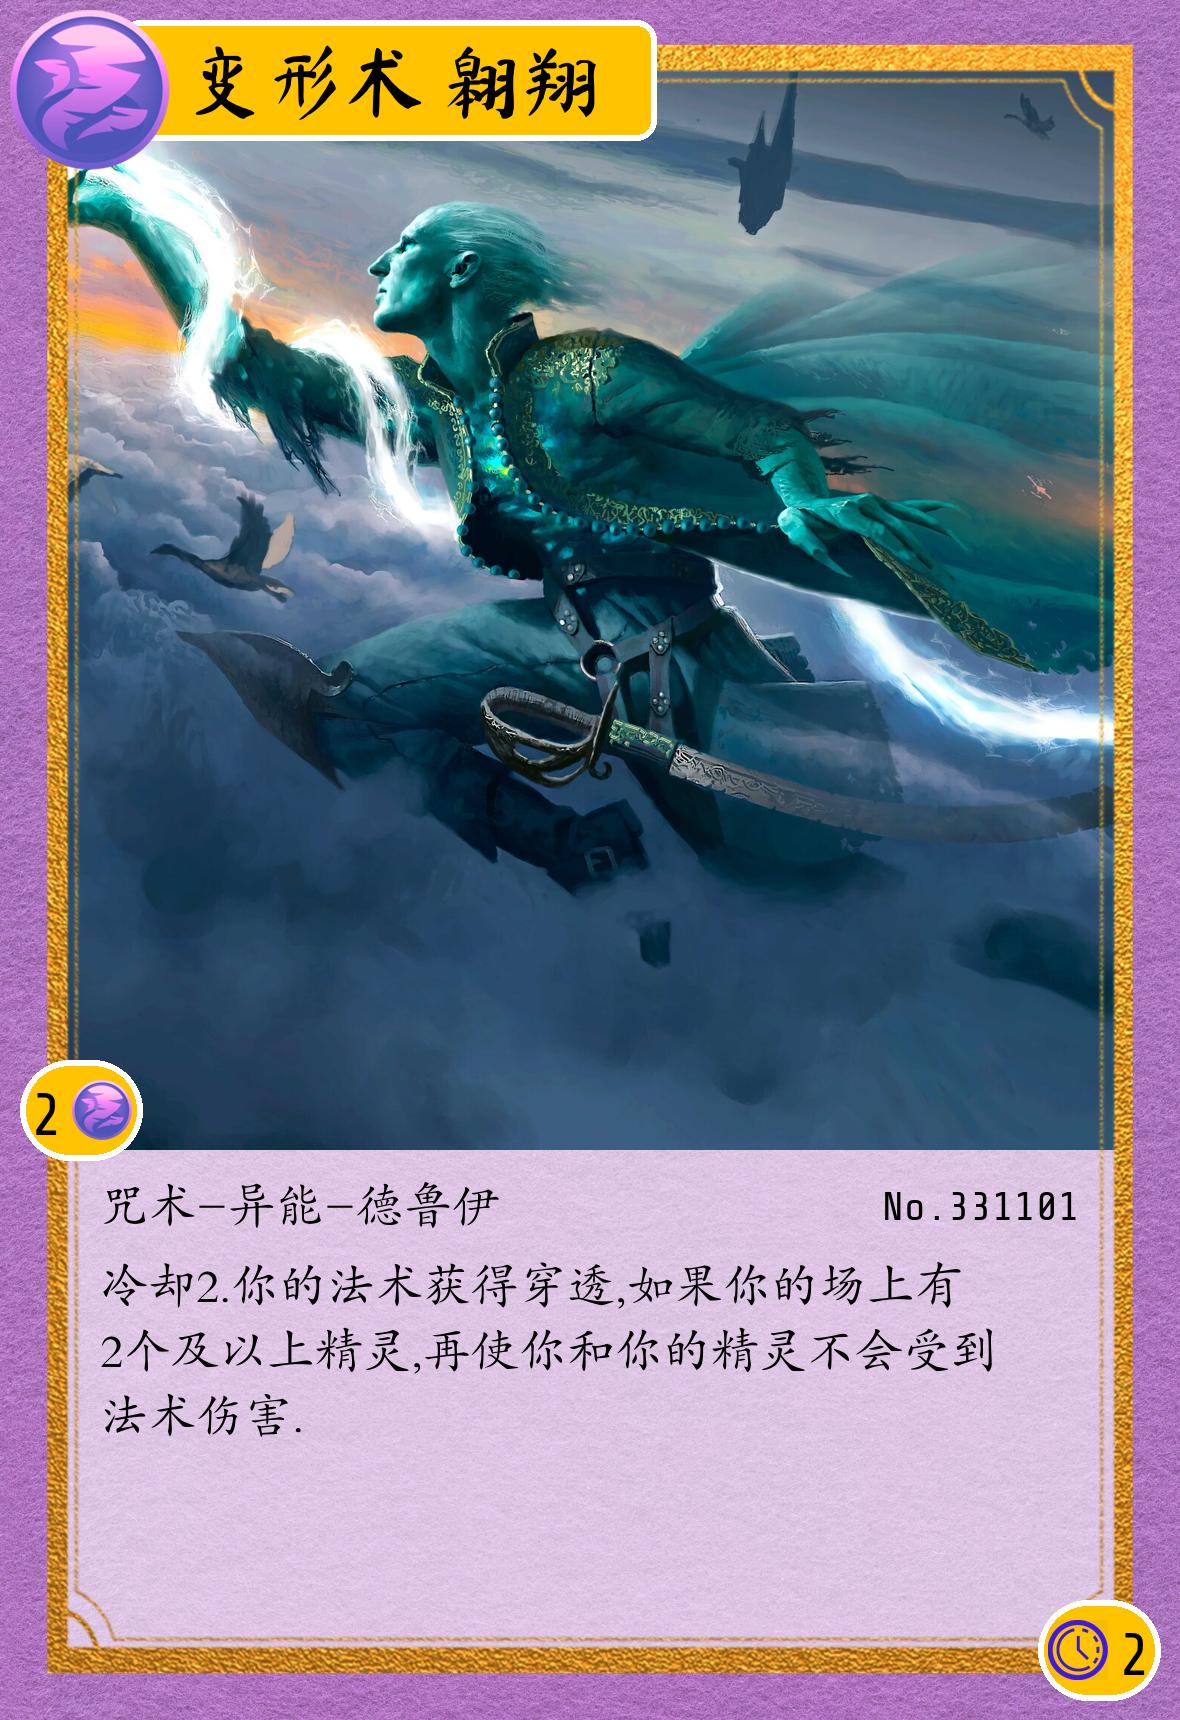 变形术 翱翔
2
咒术-异能-德鲁伊
No.331101
冷却2.你的法术获得穿透,如果你的场上有
2个及以上精灵,再使你和你的精灵不会受到
法术伤害.
2